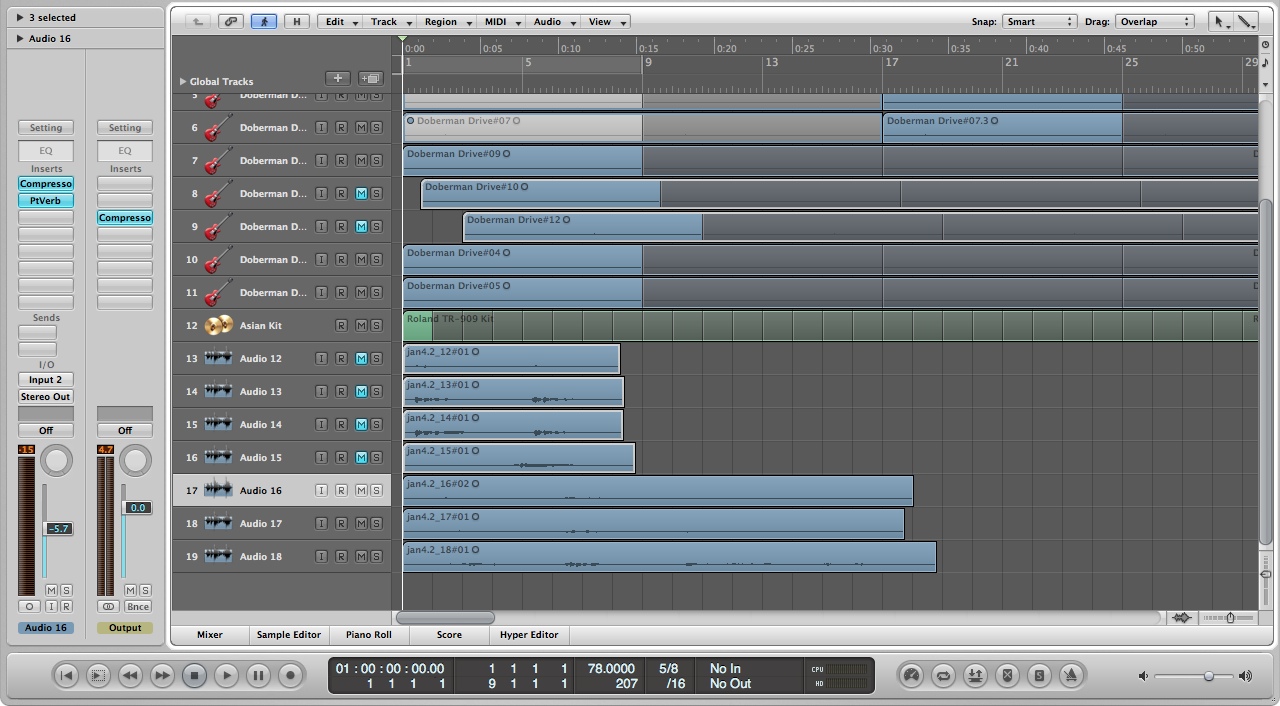 3 selected
Audio 16
Setting
Setting
EQ
EQ
Inserts
Inserts
Compresso
PtVerb
Compresso
Sends
I/O
Input 2
Stereo Out
Off
Off
-15
4.7
-5.7
0.0
M S
M S
O I R
Bnce
Audio 16
Output
H
Edit
Track
Region
MIDI
Audio
View
Snap: Smart
Drag: Overlap
0:00 0:05 0:10 0:15 0:20 0:25 0:30 0:35 0:40 0:45 0:50
1 5 9 13 17 21 25 29
Global Tracks
5 Doberman D... I R M S
6 Doberman D... I R M S Doberman Drive#07 Doberman Drive#07.3
7 Doberman D... I R M S Doberman Drive#09 D
8 Doberman D... I R M S Doberman Drive#10
9 Doberman D... I R M S Doberman Drive#12
10 Doberman D... I R M S Doberman Drive#04 D
11 Doberman D... I R M S Doberman Drive#05 D
12 Asian Kit R M S Roland TR-909 Kit R
13 Audio 12 I R M S jan4.2_12#01
14 Audio 13 I R M S jan4.2_13#01
15 Audio 14 I R M S jan4.2_14#01
16 Audio 15 I R M S jan4.2_15#01
17 Audio 16 I R M S jan4.2_16#02
18 Audio 17 I R M S jan4.2_17#01
19 Audio 18 I R M S jan4.2_18#01
Mixer
Sample Editor
Piano Roll
Score
Hyper Editor
01 : 00 : 00 : 00.00 1 1 1 1 78.0000 5/8 No In CPU
1 1 1 1 9 1 1 1 207 /16 No Out HD
S